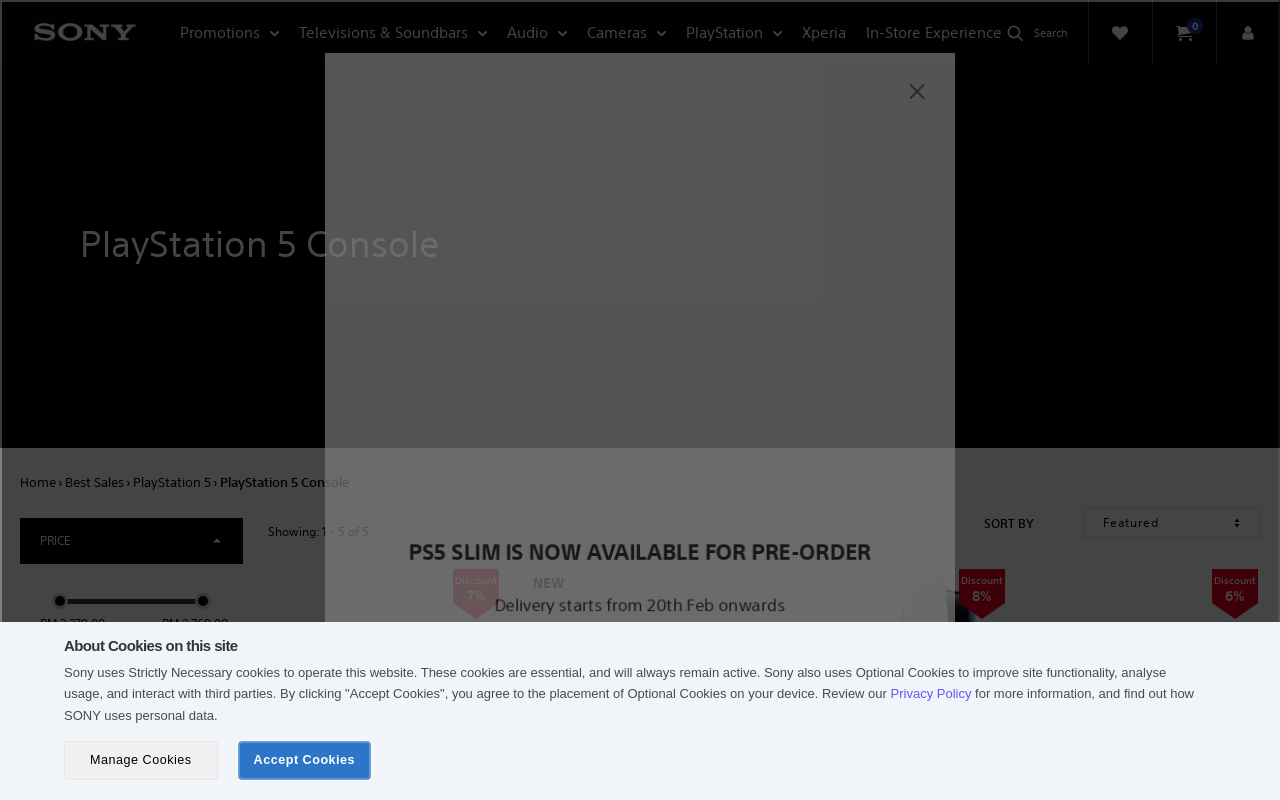 SONY
Promotions
Televisions & Soundbars
Audio
Cameras
PlayStation
Xperia
In-Store Experience
Search
0
PlayStation 5 Console
Home › Best Sales › PlayStation 5 › PlayStation 5 Console
PRICE
Showing: 1 - 5 of 5
SORT BY
Featured
PS5 SLIM IS NOW AVAILABLE FOR PRE-ORDER
Discount
7%
NEW
Discount
8%
Discount
6%
Delivery starts from 20th Feb onwards
About Cookies on this site
Sony uses Strictly Necessary cookies to operate this website. These cookies are essential, and will always remain active. Sony also uses Optional Cookies to improve site functionality, analyse
usage, and interact with third parties. By clicking "Accept Cookies", you agree to the placement of Optional Cookies on your device. Review our Privacy Policy for more information, and find out how
SONY uses personal data.
Manage Cookies
Accept Cookies